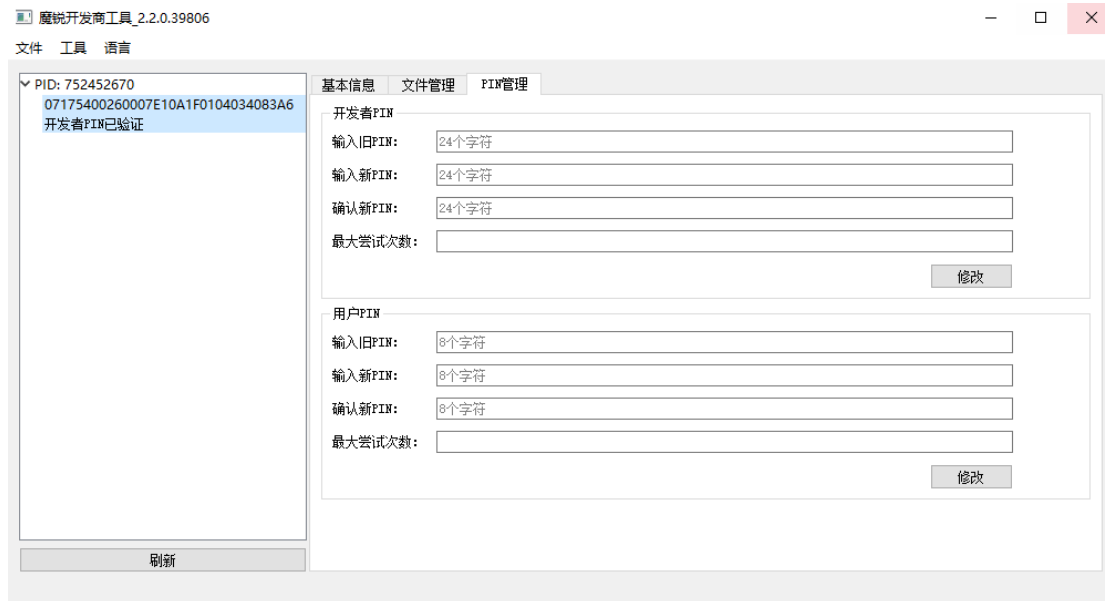 魔锐开发商工具_2.2.0.39806
文件 工具 语言
PID: 752452670
07175400260007E10A1F0104034083A6
开发者PIN已验证
刷新
基本信息 文件管理 PIN管理
开发者PIN
输入旧PIN: 24个字符
输入新PIN: 24个字符
确认新PIN: 24个字符
最大尝试次数:
修改
用户PIN
输入旧PIN: 8个字符
输入新PIN: 8个字符
确认新PIN: 8个字符
最大尝试次数:
修改